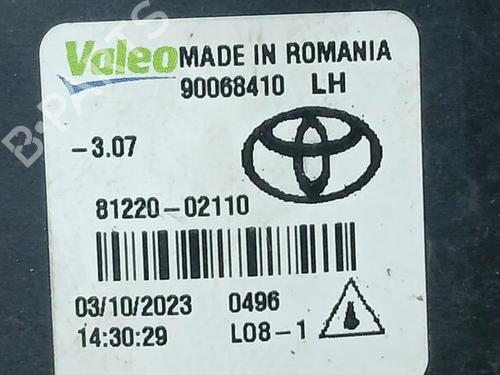 Valeo MADE IN ROMANIA
90068410 LH
-3.07
81220-02110
03/10/2023 0496
14:30:29 L08-1
B-PARTS